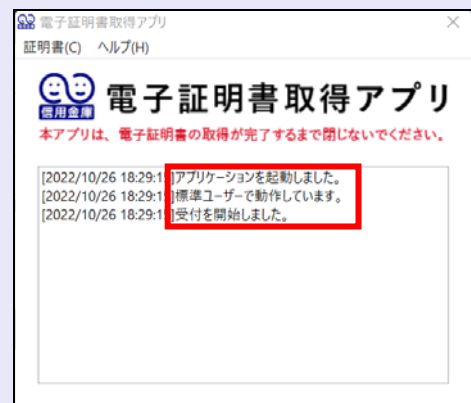 電子証明書取得アプリ
証明書(C) ヘルプ(H)
信用金庫
電子証明書取得アプリ
本アプリは、電子証明書の取得が完了するまで閉じないでください。
[2022/10/26 18:29:15]アプリケーションを起動しました。
[2022/10/26 18:29:15]標準ユーザーで動作しています。
[2022/10/26 18:29:15]受付を開始しました。